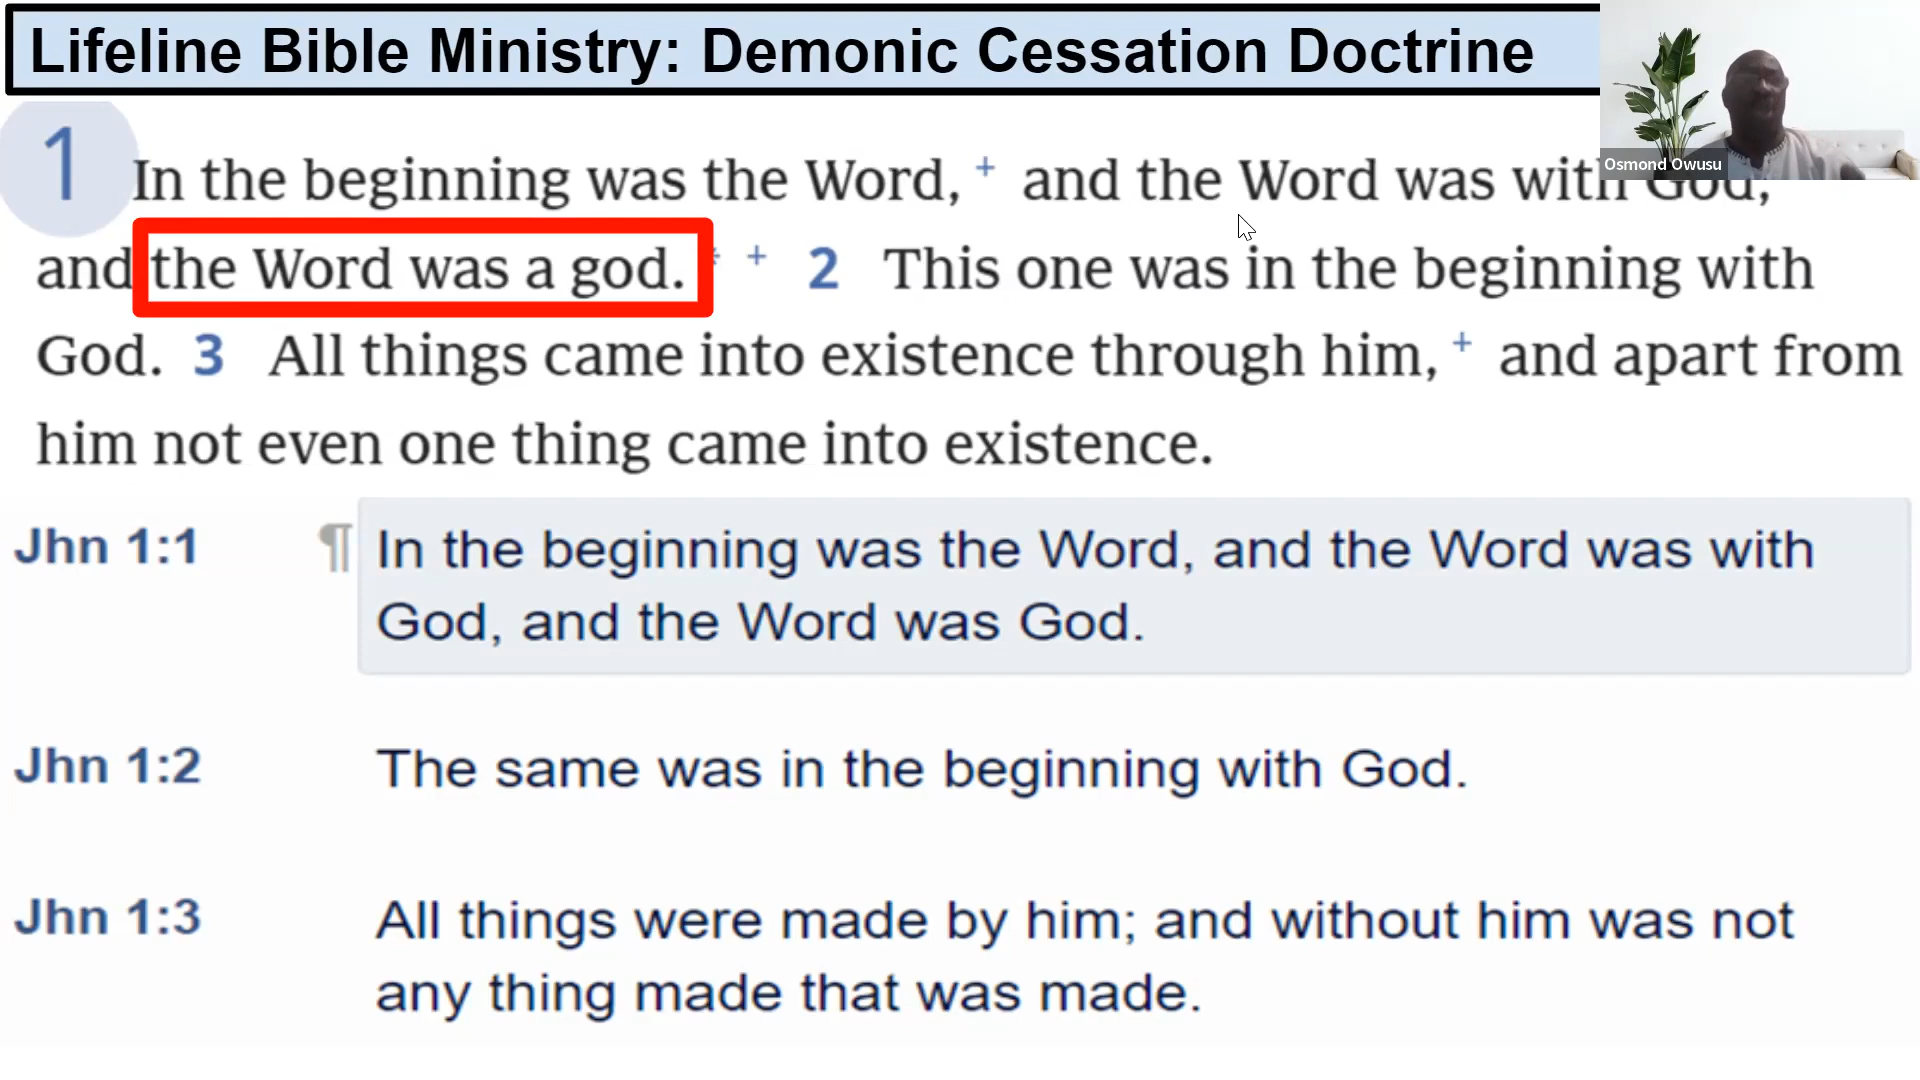 Lifeline Bible Ministry: Demonic Cessation Doctrine
Osmond Owusu
1 In the beginning was the Word, + and the Word was with God,
and the Word was a god. * + 2 This one was in the beginning with
God. 3 All things came into existence through him, + and apart from
him not even one thing came into existence.
Jhn 1:1 ¶ In the beginning was the Word, and the Word was with
God, and the Word was God.
Jhn 1:2 The same was in the beginning with God.
Jhn 1:3 All things were made by him; and without him was not
any thing made that was made.